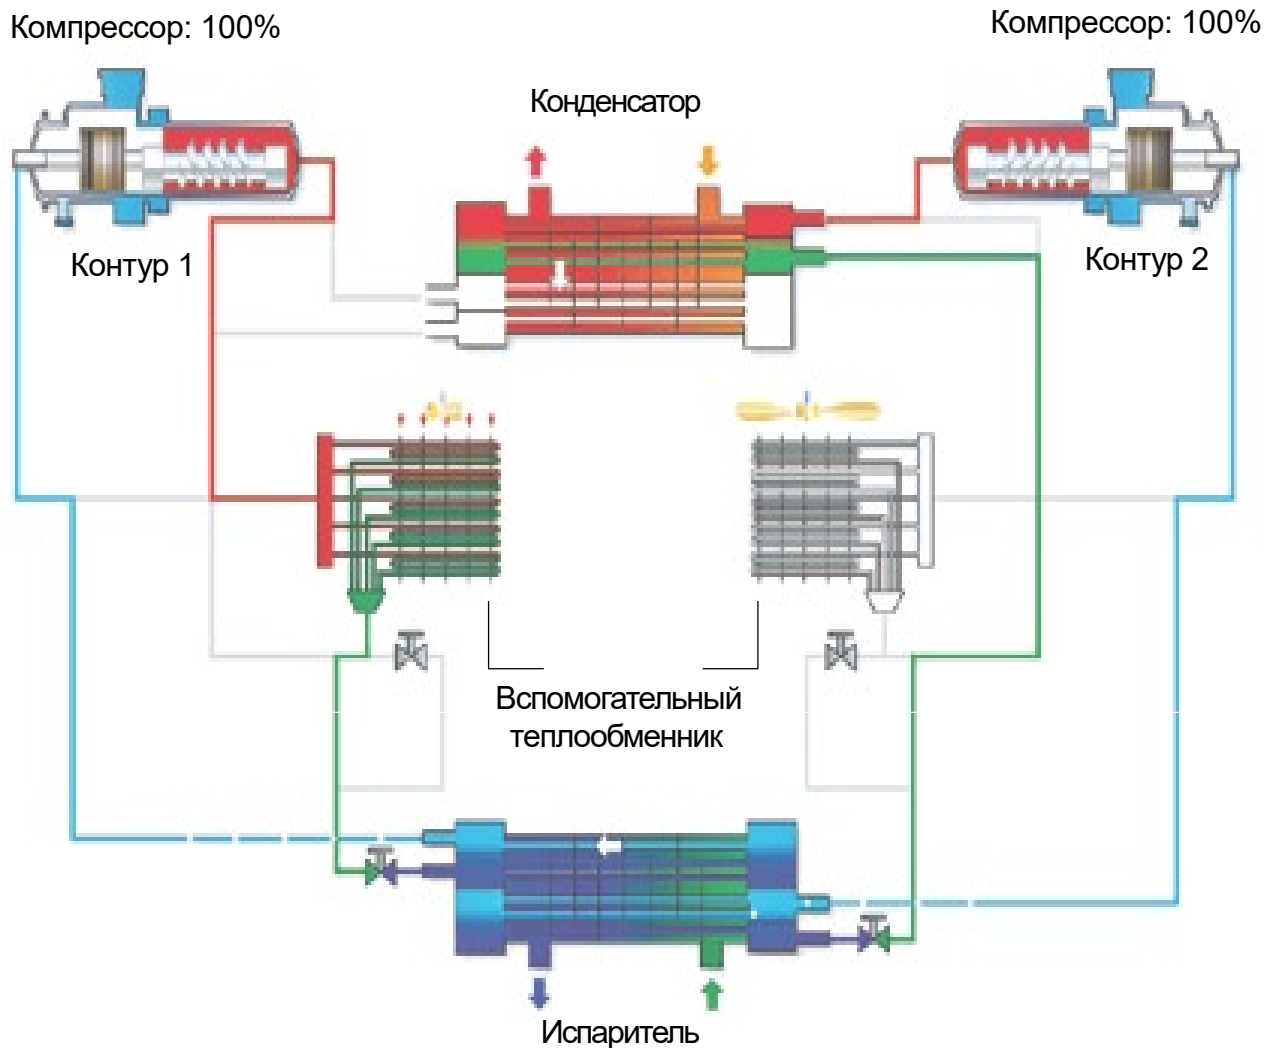 Компрессор: 100%
Компрессор: 100%
Конденсатор
Контур 1
Контур 2
Вспомогательный
теплообменник
Испаритель